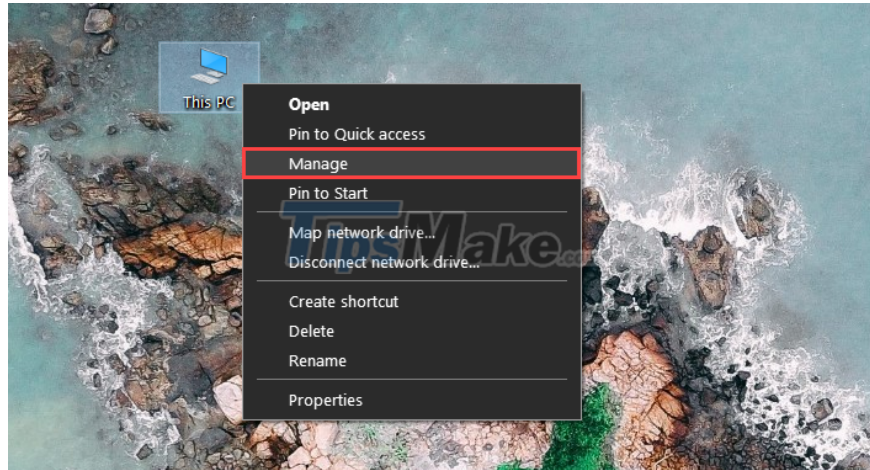 This PC
Open
Pin to Quick access
Manage
Pin to Start
Map network drive...
Disconnect network drive...
TipsMake.com
Create shortcut
Delete
Rename
Properties